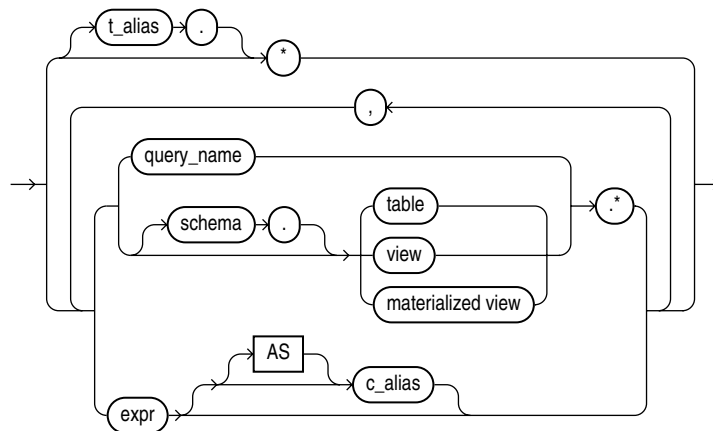 t_alias .
*
,
query_name
table
.*
schema .
view
materialized view
AS
c_alias
expr